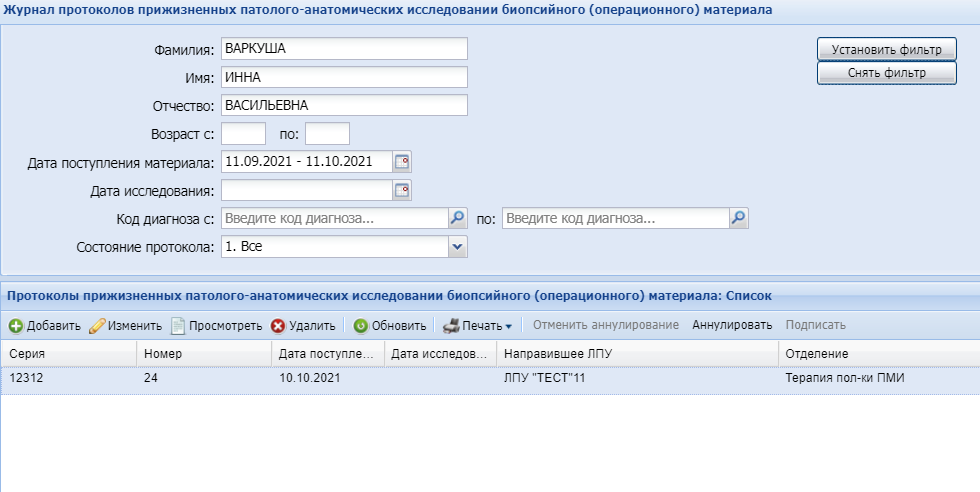 Журнал протоколов прижизненных патолого-анатомических исследовании биопсийного (операционного) материала
Фамилия: ВАРКУША Установить фильтр
Имя: ИННА Снять фильтр
Отчество: ВАСИЛЬЕВНА
Возраст с: по:
Дата поступления материала: 11.09.2021 - 11.10.2021
Дата исследования:
Код диагноза с: Введите код диагноза... по: Введите код диагноза...
Состояние протокола: 1. Все
Протоколы прижизненных патолого-анатомических исследовании биопсийного (операционного) материала: Список
Добавить Изменить Просмотреть Удалить Обновить Печать Отменить аннулирование Аннулировать Подписать
Серия Номер Дата поступле... Дата исследов... Направившее ЛПУ Отделение
12312 24 10.10.2021 ЛПУ "ТЕСТ"11 Терапия пол-ки ПМИ